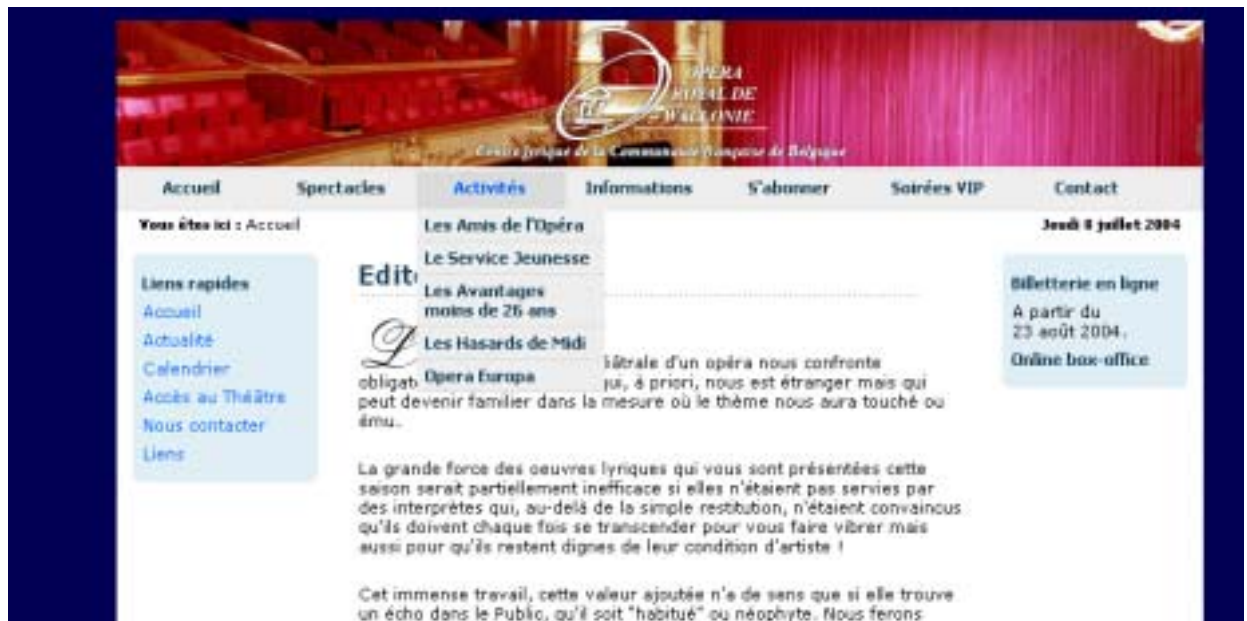 OPERA
ROYAL DE
WALLONIE
Centre lyrique de la Communauté française de Belgique
Accueil Spectacles Activités Informations S'abonner Soirées VIP Contact
Vous êtes ici : Accueil
Jeudi 8 juillet 2004
Les Amis de l'Opéra
Le Service Jeunesse
Les Avantages
moins de 26 ans
Les Hasards de Midi
Opera Europa
Liens rapides
Accueil
Actualité
Calendrier
Accès au Théâtre
Nous contacter
Liens
Edito
L
héâtrale d'un opéra nous confronte
obligat qui, à priori, nous est étranger mais qui
peut devenir familier dans la mesure où le thème nous aura touché ou
ému.
La grande force des oeuvres lyriques qui vous sont présentées cette
saison serait partiellement inefficace si elles n'étaient pas servies par
des interprètes qui, au-delà de la simple restitution, n'étaient convaincus
qu'ils doivent chaque fois se transcender pour vous faire vibrer mais
aussi pour qu'ils restent dignes de leur condition d'artiste !
Cet immense travail, cette valeur ajoutée n'a de sens que si elle trouve
un écho dans le Public, qu'il soit "habitué" ou néophyte. Nous ferons
Billetterie en ligne
A partir du
23 août 2004.
Online box-office